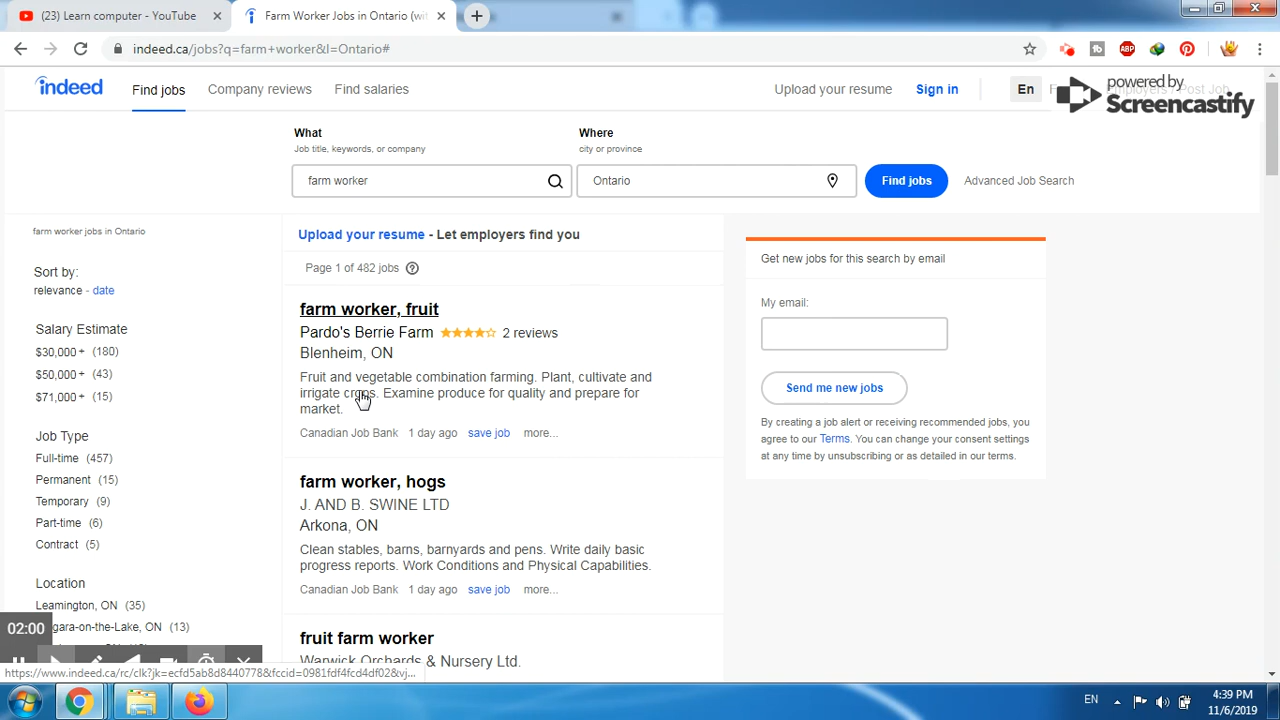 (23) Learn computer - YouTube
Farm Worker Jobs in Ontario (wit
indeed.ca/jobs?q=farm+worker&l=Ontario#
ABP
indeed
Find jobs
Company reviews
Find salaries
Upload your resume
Sign in
En
Employers / Post Job
powered by
Screencastify
What
Job title, keywords, or company
Where
city or province
farm worker
Ontario
Find jobs
Advanced Job Search
farm worker jobs in Ontario
Sort by:
relevance - date
Salary Estimate
$30,000+ (180)
$50,000+ (43)
$71,000+ (15)
Job Type
Full-time (457)
Permanent (15)
Temporary (9)
Part-time (6)
Contract (5)
Location
Leamington, ON (35)
gara-on-the-Lake, ON (13)
Upload your resume - Let employers find you
Page 1 of 482 jobs
farm worker, fruit
Pardo's Berrie Farm 2 reviews
Blenheim, ON
Fruit and vegetable combination farming. Plant, cultivate and
irrigate crops. Examine produce for quality and prepare for
market.
Canadian Job Bank 1 day ago save job more...
farm worker, hogs
J. AND B. SWINE LTD
Arkona, ON
Clean stables, barns, barnyards and pens. Write daily basic
progress reports. Work Conditions and Physical Capabilities.
Canadian Job Bank 1 day ago save job more...
fruit farm worker
Warwick Orchards & Nursery Ltd.
Get new jobs for this search by email
My email:
Send me new jobs
By creating a job alert or receiving recommended jobs, you
agree to our Terms. You can change your consent settings
at any time by unsubscribing or as detailed in our terms.
02:00
https://www.indeed.ca/rc/clk?jk=ecfd5ab8d8440778&fccid=0981fdf4fcd4df02&vj...
EN
4:39 PM
11/6/2019